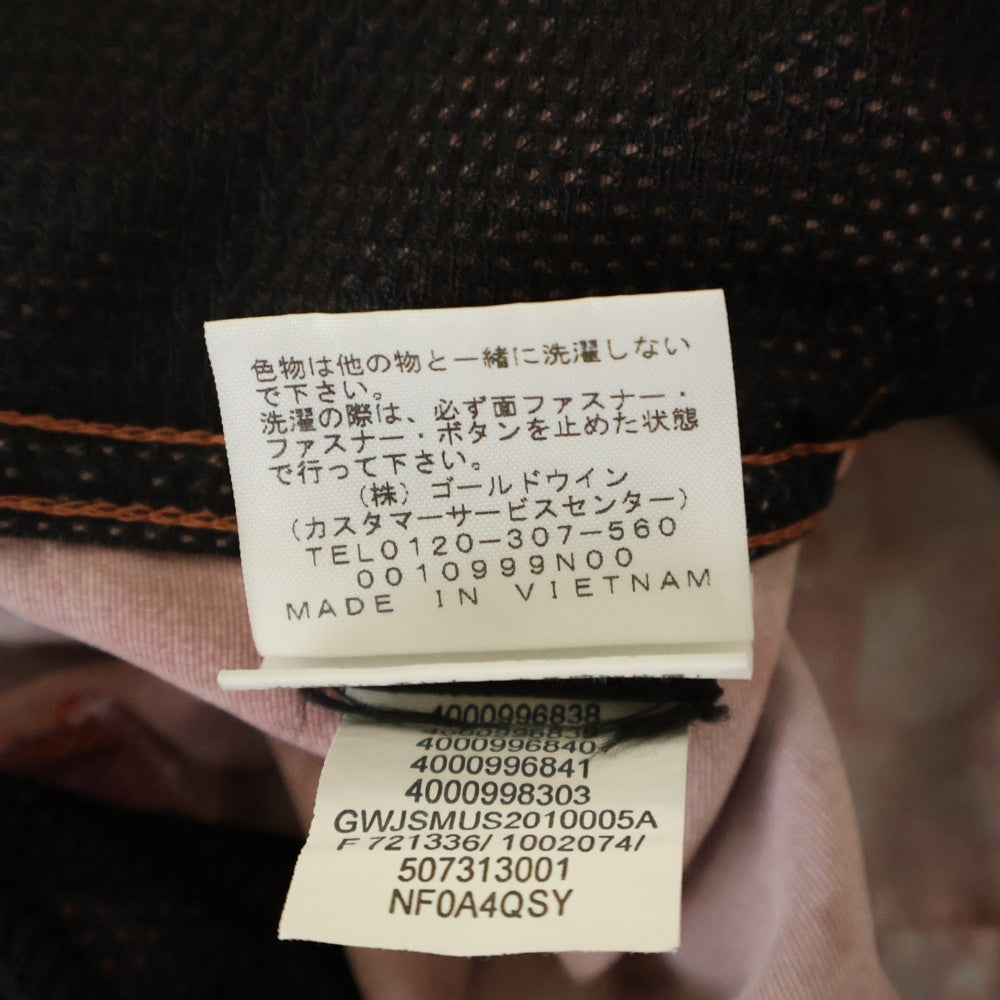 色物は他の物と一緒に洗濯しない
で下さい。
洗濯の際は、必ず面ファスナー・
ファスナー・ボタンを止めた状態
で行って下さい。
（株）ゴールドウイン
（カスタマーサービスセンター）
TEL0120-307-560
0010999N00
MADE IN VIETNAM
4000996838
4000996839
4000996840
4000996841
4000998303
GWJSMUS2010005A
F 721336/ 1002074/
507313001
NF0A4QSY